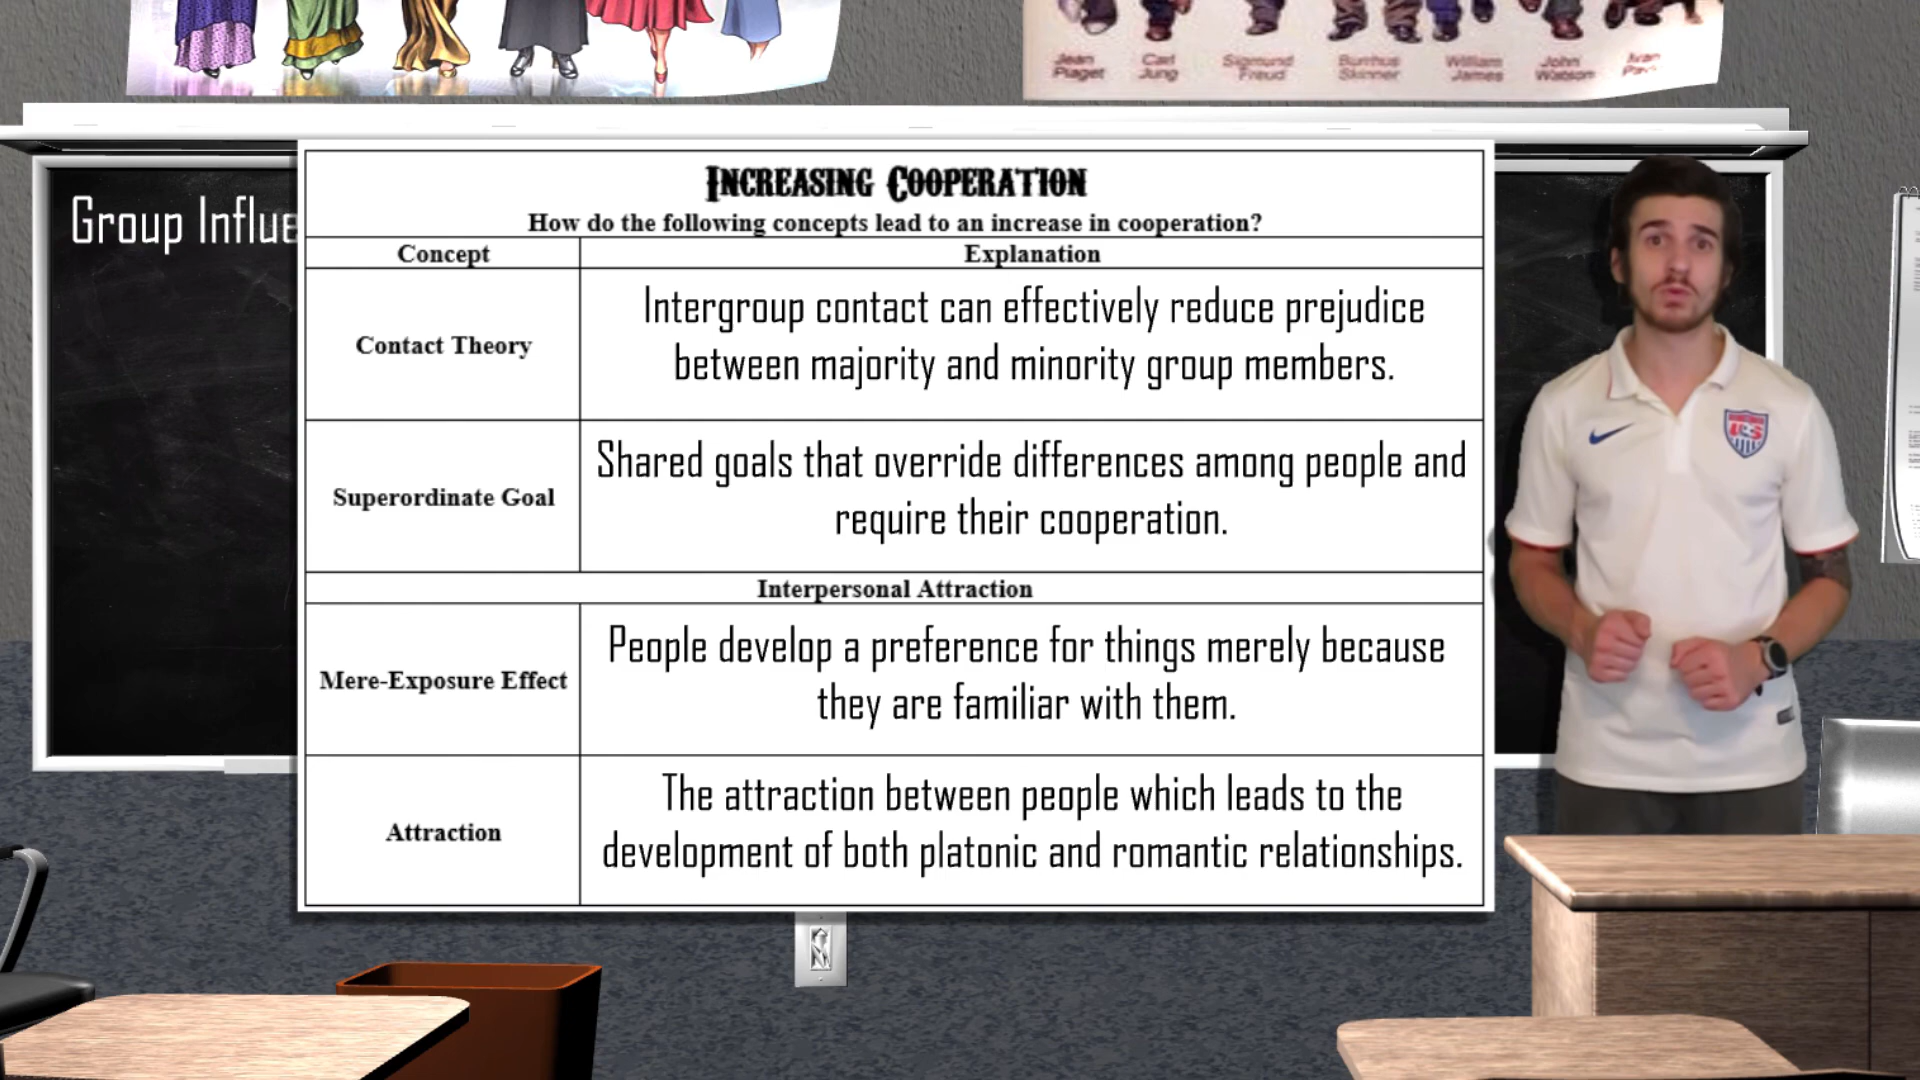 Jean
Piaget
Carl
Jung
Sigmund
Freud
Burrhus
Skinner
William
James
John
Watson
Ivan
Group Influe
INCREASING COOPERATION
How do the following concepts lead to an increase in cooperation?
Concept
Explanation
Contact Theory
Intergroup contact can effectively reduce prejudice
between majority and minority group members.
Superordinate Goal
Shared goals that override differences among people and
require their cooperation.
Interpersonal Attraction
Mere-Exposure Effect
People develop a preference for things merely because
they are familiar with them.
Attraction
The attraction between people which leads to the
development of both platonic and romantic relationships.
US